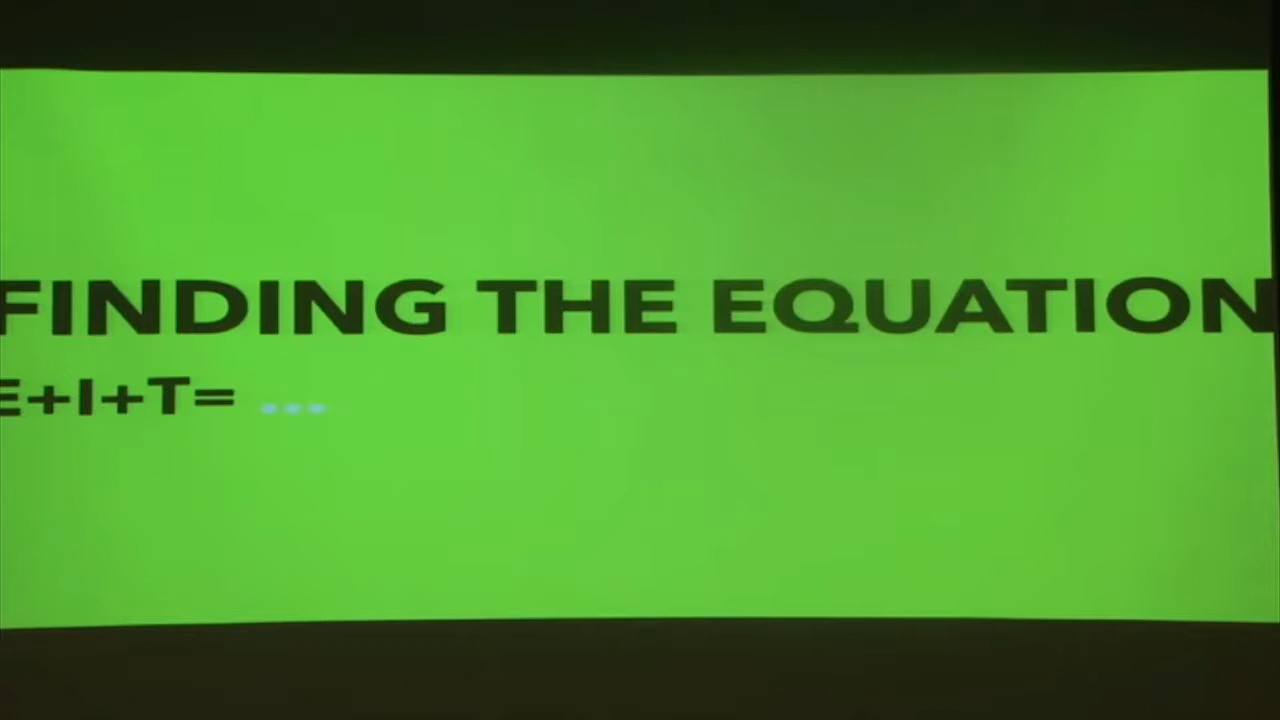 FINDING THE EQUATION
E+I+T= ...